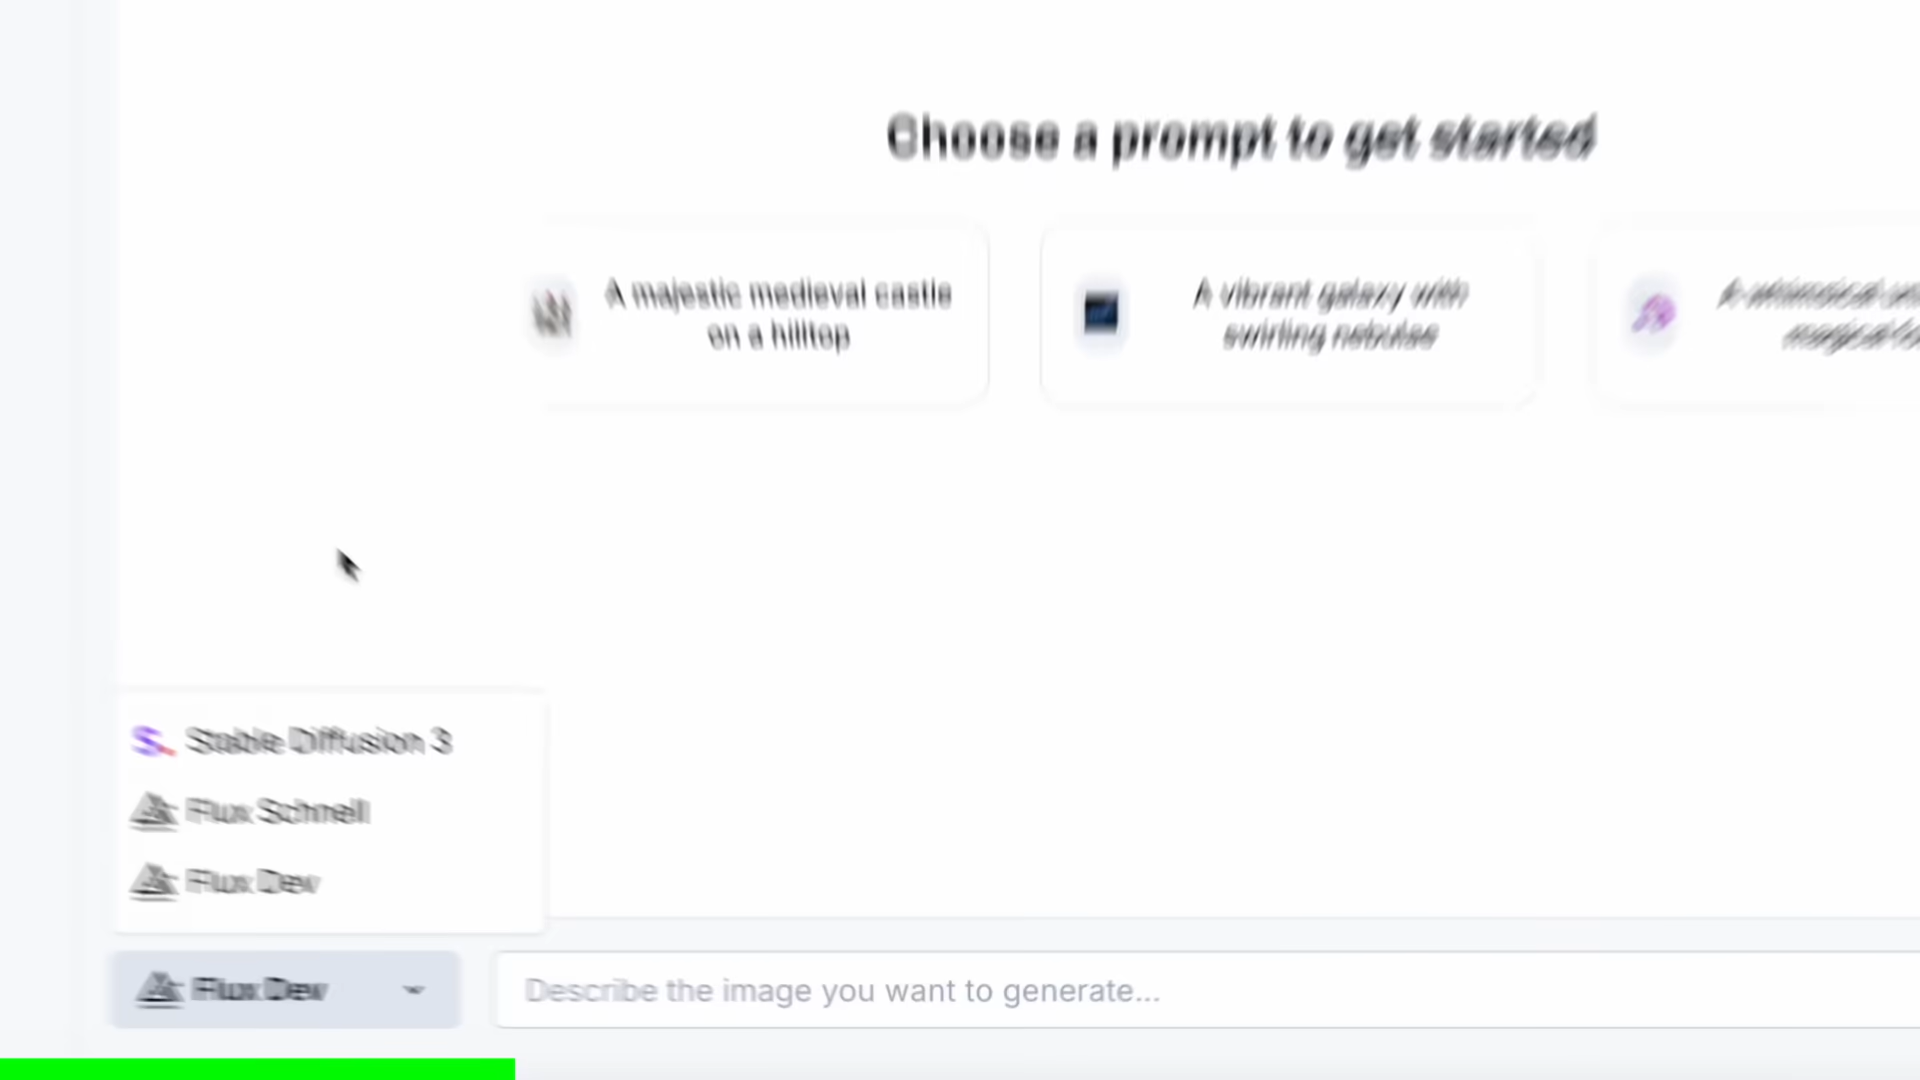 Choose a prompt to get started
A majestic medieval castle
on a hilltop
A vibrant galaxy with
swirling nebulae
A whimsical
Stable Diffusion 3
Flux Schnell
Flux Dev
Flux Dev
Describe the image you want to generate...